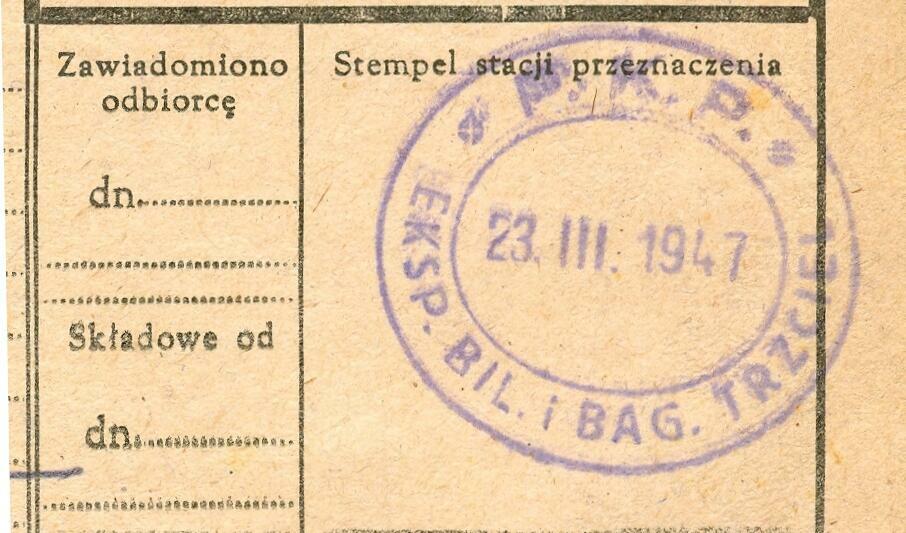 Zawiadomiono
odbiorcę
dn.
Składowe od
dn.
Stempel stacji przeznaczenia
P. K. P.
23. III. 1947
EKSP. BIL. i BAG. TRZCIEL